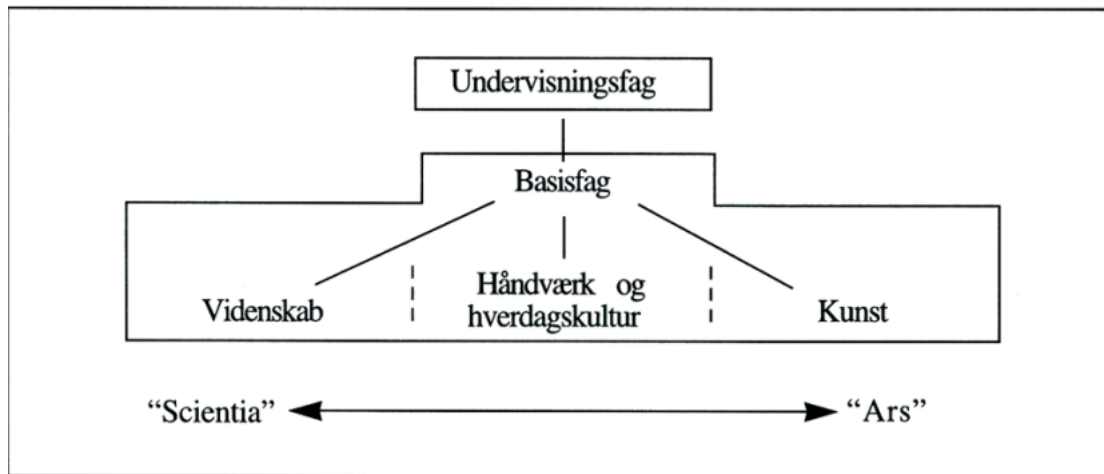 Undervisningsfag
Basisfag
Videnskab
Håndværk og
hverdagskultur
Kunst
“Scientia”
“Ars”